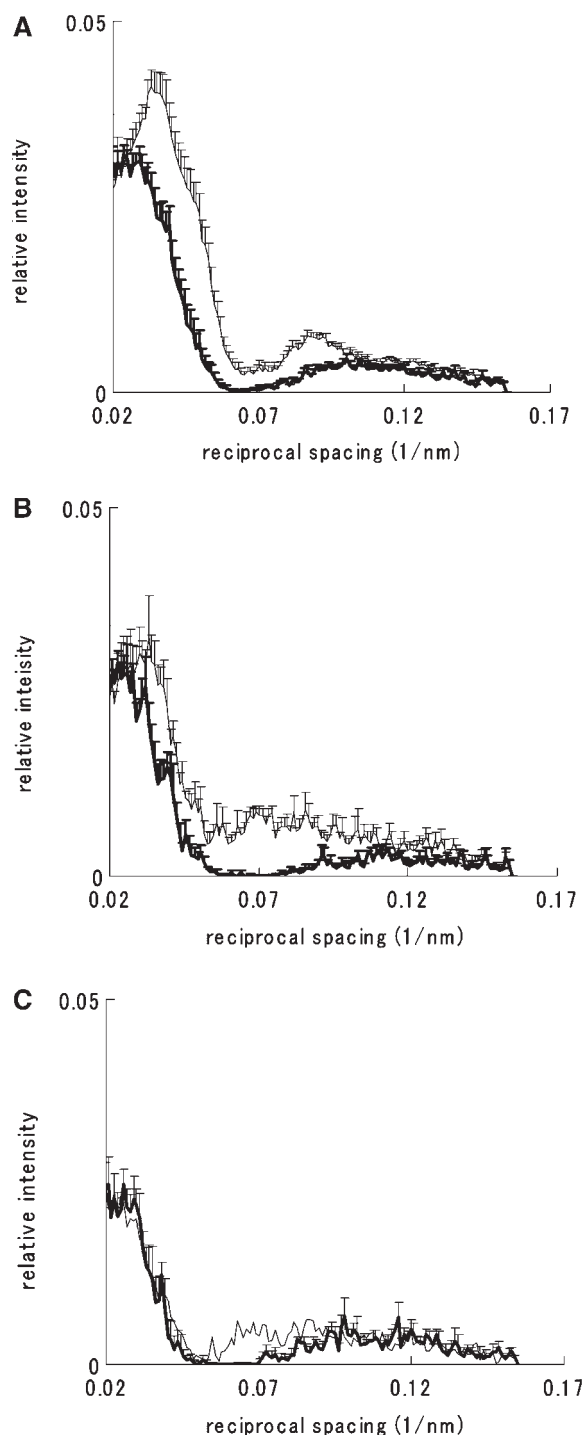 A
0.05
relative intensity
0
0.02 0.07 0.12 0.17
reciprocal spacing (1/nm)
B
0.05
relative inteisity
0
0.02 0.07 0.12 0.17
reciprocal spacing (1/nm)
C
0.05
relative intensity
0
0.02 0.07 0.12 0.17
reciprocal spacing (1/nm)